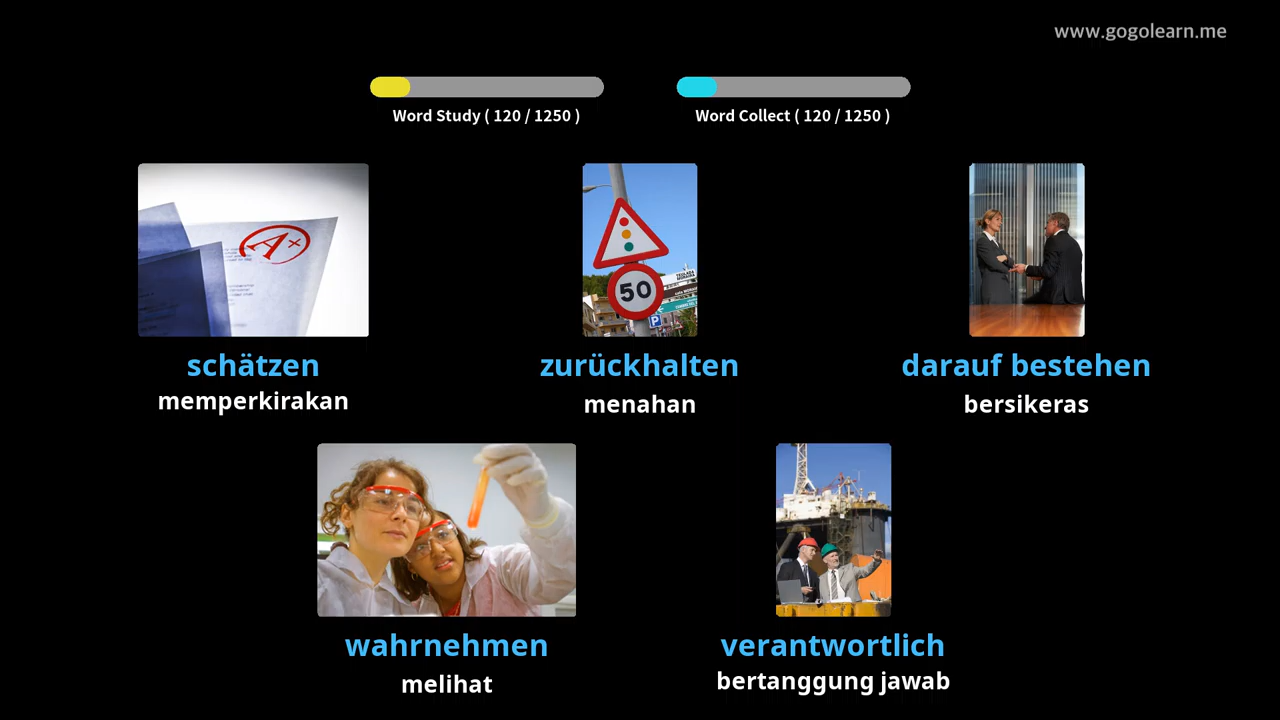 www.gogolearn.me
Word Study ( 120 / 1250 )
Word Collect ( 120 / 1250 )
A+
50
P
schätzen
zurückhalten
darauf bestehen
memperkirakan
menahan
bersikeras
wahrnehmen
verantwortlich
melihat
bertanggung jawab